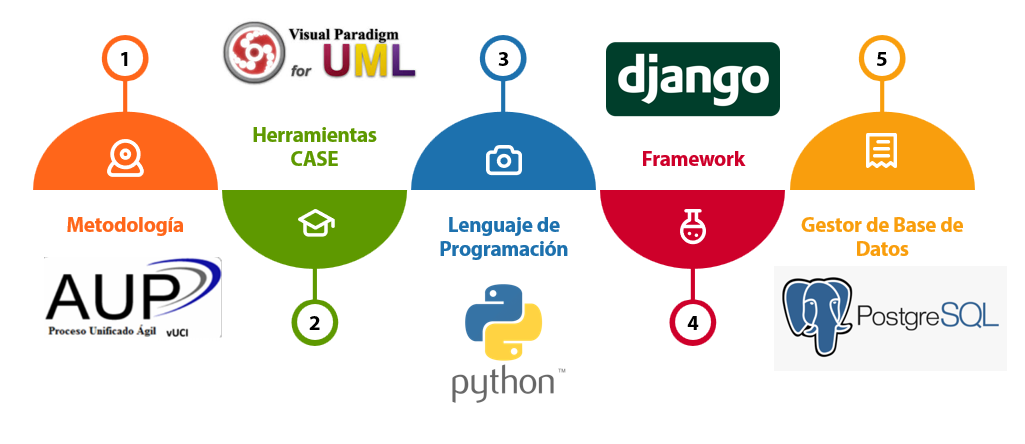 1
Metodología
AUP
Proceso Unificado Ágil vUCI
Visual Paradigm
for UML
Herramientas
CASE
2
3
Lenguaje de
Programación
python™
django
Framework
4
5
Gestor de Base de
Datos
PostgreSQL